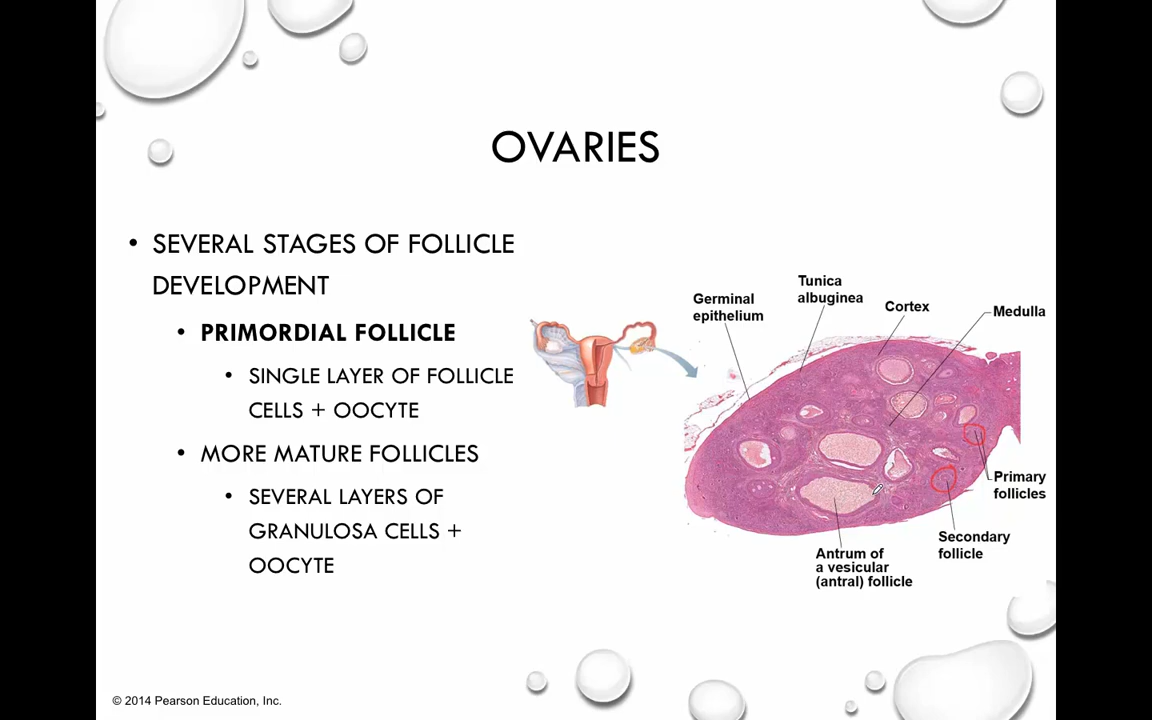 OVARIES
• SEVERAL STAGES OF FOLLICLE
DEVELOPMENT
• PRIMORDIAL FOLLICLE
• SINGLE LAYER OF FOLLICLE
CELLS + OOCYTE
• MORE MATURE FOLLICLES
• SEVERAL LAYERS OF
GRANULOSA CELLS +
OOCYTE
Germinal
epithelium
Tunica
albuginea
Cortex
Medulla
Primary
follicles
Secondary
follicle
Antrum of
a vesicular
(antral) follicle
© 2014 Pearson Education, Inc.